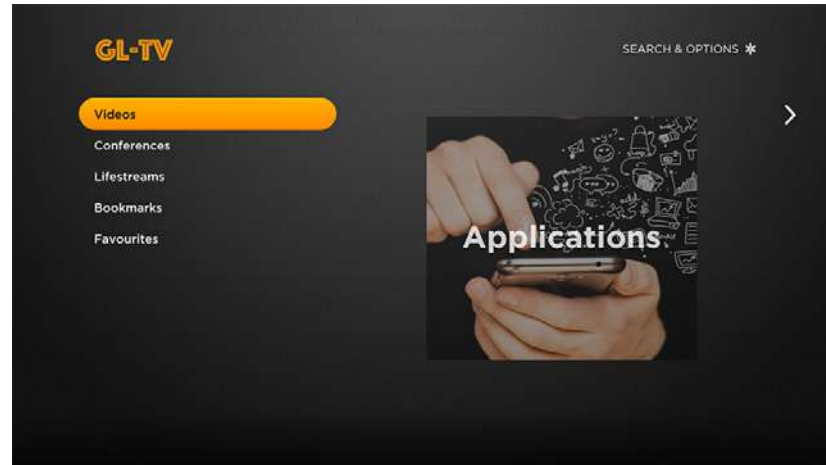 GL-TV
SEARCH & OPTIONS
Videos
Conferences
Lifestreams
Bookmarks
Favourites
Applications